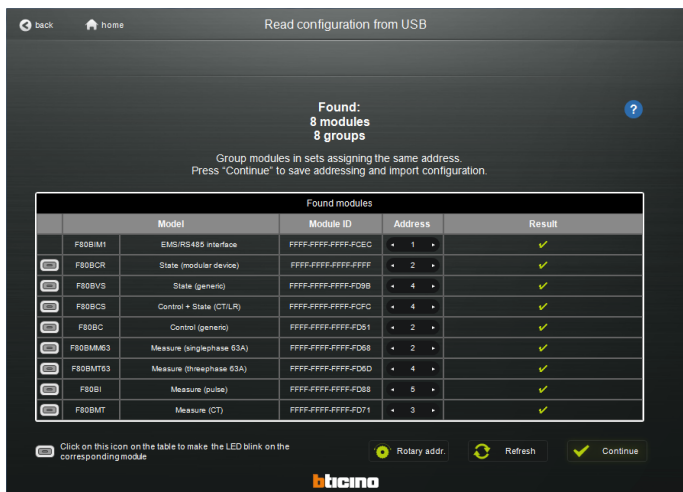 back home Read configuration from USB
Found:
8 modules
8 groups
?
Group modules in sets assigning the same address.
Press "Continue" to save addressing and import configuration.
Found modules
Model Module ID Address Result
F80BIM1 EMS/RS485 interface FFFF-FFFF-FFFF-FCEC 1
F80BCR State (modular device) FFFF-FFFF-FFFF-FFFF 2
F80BVS State (generic) FFFF-FFFF-FFFF-FD9B 4
F80BCS Control + State (CT/LR) FFFF-FFFF-FFFF-FCFC 4
F80BC Control (generic) FFFF-FFFF-FFFF-FD51 2
F80BMM63 Measure (singlephase 63A) FFFF-FFFF-FFFF-FD68 2
F80BMT63 Measure (threephase 63A) FFFF-FFFF-FFFF-FD6D 4
F80BI Measure (pulse) FFFF-FFFF-FFFF-FD88 5
F80BMT Measure (CT) FFFF-FFFF-FFFF-FD71 3
Click on this icon on the table to make the LED blink on the
corresponding module
Rotary addr. Refresh Continue
bticino